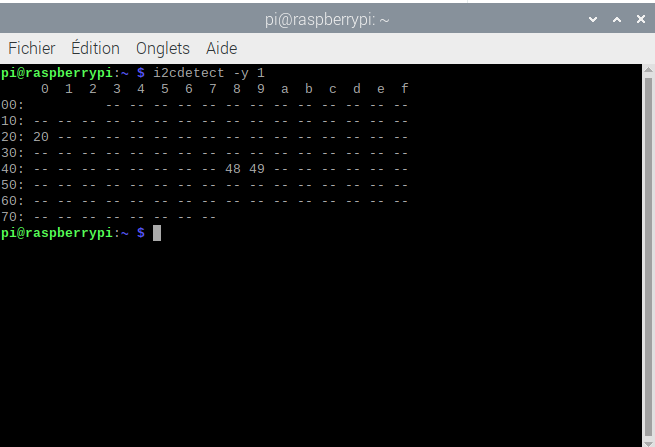 pi@raspberrypi: ~
Fichier Édition Onglets Aide
pi@raspberrypi:~ $ i2cdetect -y 1
     0  1  2  3  4  5  6  7  8  9  a  b  c  d  e  f
00:          -- -- -- -- -- -- -- -- -- -- -- -- --
10: -- -- -- -- -- -- -- -- -- -- -- -- -- -- -- --
20: 20 -- -- -- -- -- -- -- -- -- -- -- -- -- -- --
30: -- -- -- -- -- -- -- -- -- -- -- -- -- -- -- --
40: -- -- -- -- -- -- -- -- 48 49 -- -- -- -- -- --
50: -- -- -- -- -- -- -- -- -- -- -- -- -- -- -- --
60: -- -- -- -- -- -- -- -- -- -- -- -- -- -- -- --
70: -- -- -- -- -- -- -- --
pi@raspberrypi:~ $